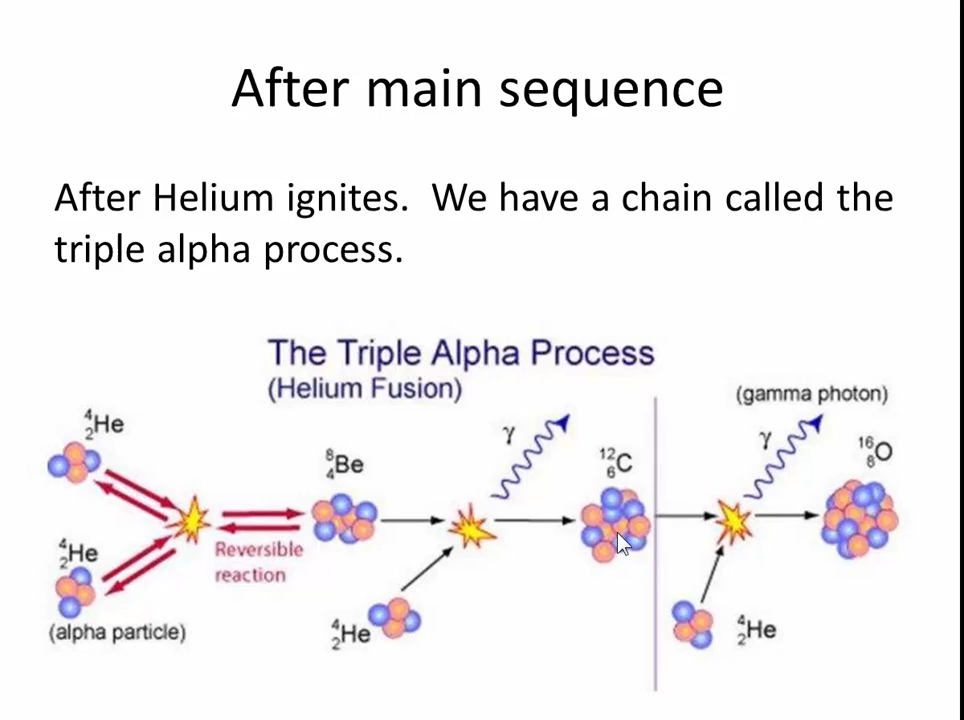 After main sequence
After Helium ignites.  We have a chain called the
triple alpha process.
The Triple Alpha Process
(Helium Fusion)
(gamma photon)
⁴₂He
γ
γ
¹⁶₈O
⁸₄Be
¹²₆C
⁴₂He
Reversible
reaction
(alpha particle)
⁴₂He
⁴₂He